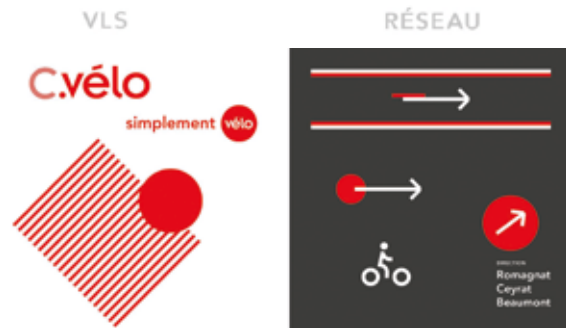 VLS
C.vélo
simplement vélo
RÉSEAU
DIRECTION
Romagnat
Ceyrat
Beaumont